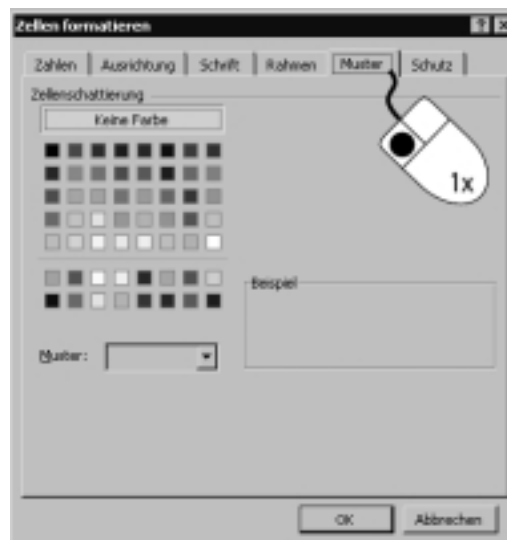 Zellen formatieren
Zahlen Ausrichtung Schrift Rahmen Muster Schutz
Zellenschattierung
Keine Farbe
1x
Beispiel
Muster:
OK Abbrechen